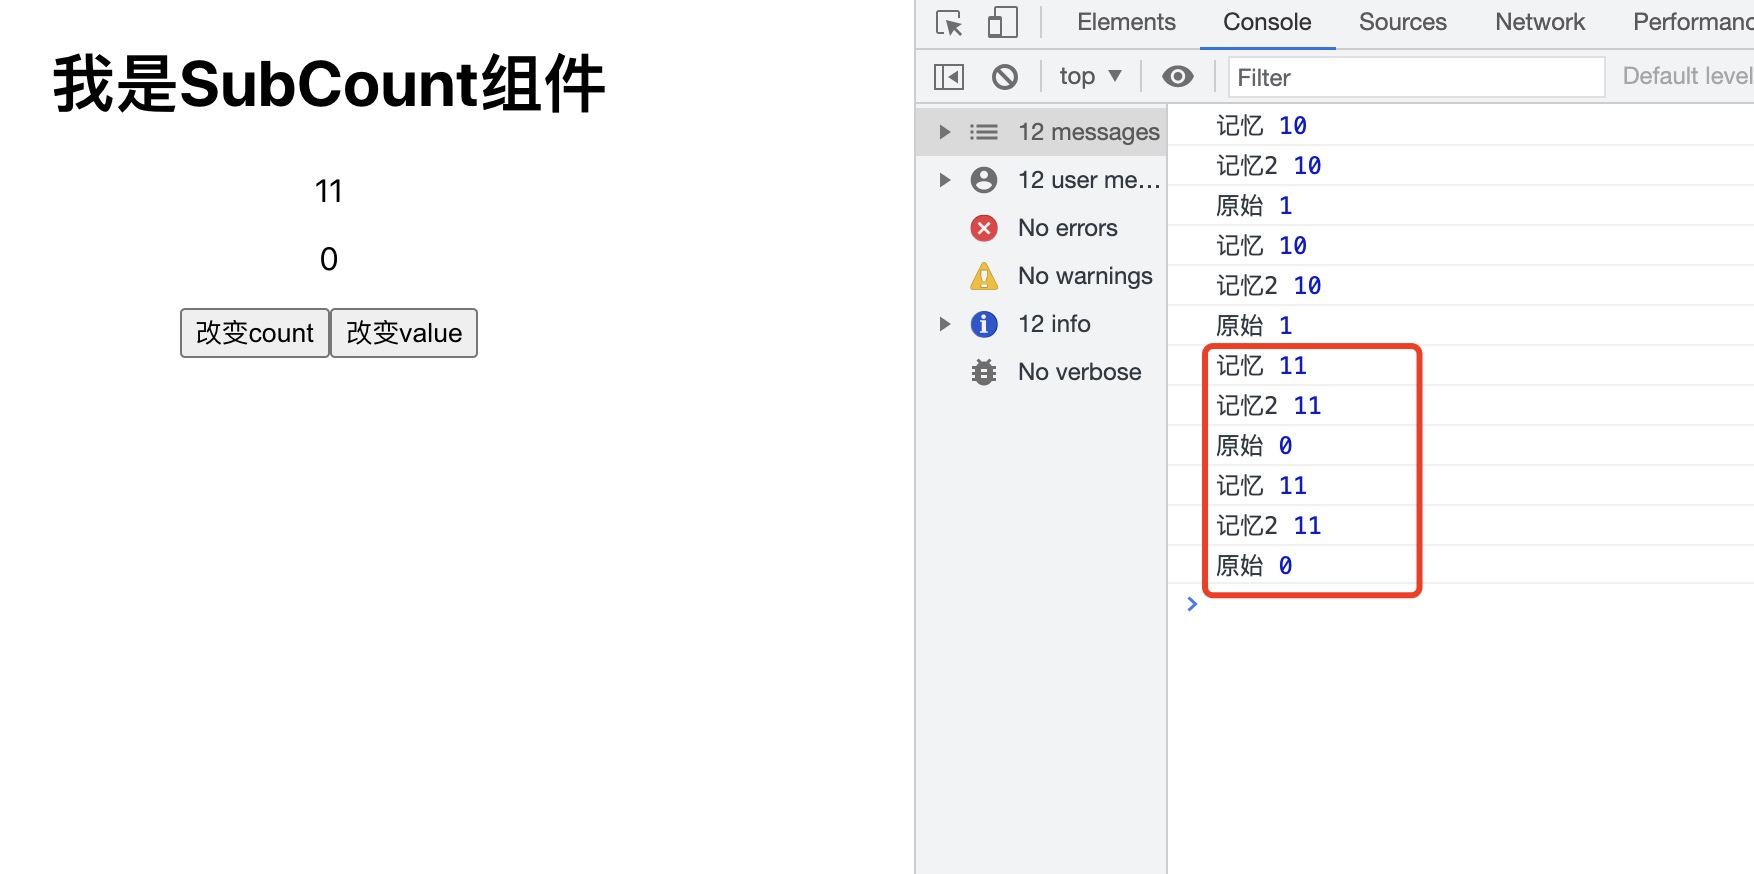 我是SubCount组件
11
0
改变count 改变value
Elements Console Sources Network Performanc
top Filter Default level
12 messages
12 user me...
No errors
No warnings
12 info
No verbose
记忆 10
记忆2 10
原始 1
记忆 10
记忆2 10
原始 1
记忆 11
记忆2 11
原始 0
记忆 11
记忆2 11
原始 0
>